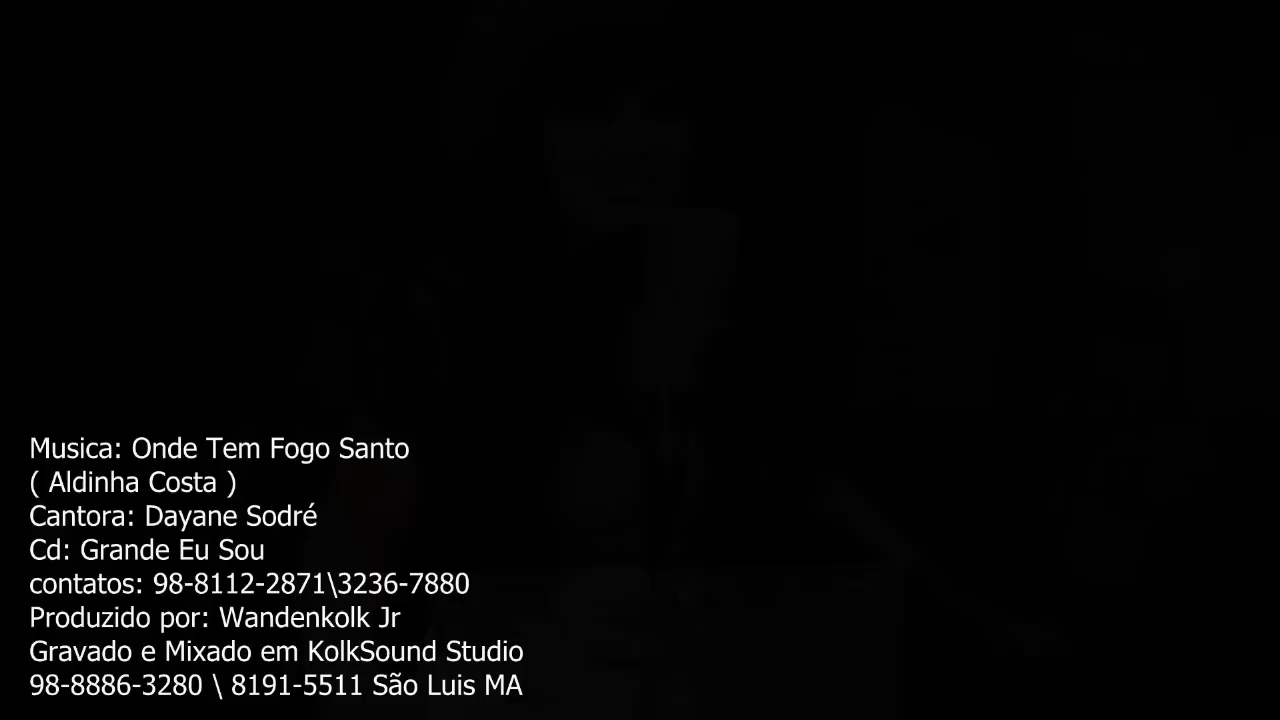 Musica: Onde Tem Fogo Santo
( Aldinha Costa )
Cantora: Dayane Sodré
Cd: Grande Eu Sou
contatos: 98-8112-2871\3236-7880
Produzido por: Wandenkolk Jr
Gravado e Mixado em KolkSound Studio
98-8886-3280 \ 8191-5511 São Luis MA